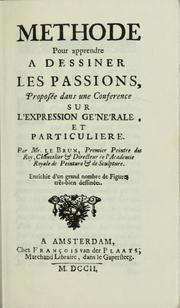 METHODE
Pour apprendre
A DESSINER
LES PASSIONS,
Proposée dans une Conference
SUR
L'EXPRESSION GE'NE'RALE,
ET
PARTICULIERE.
Par Mr. LE BRUN, Premier Peintre du
Roy, Chancelier & Directeur de l'Academie
Royale de Peinture & de Sculpture.
Enrichie d'un grand nombre de Figures
très-bien dessinées.
A AMSTERDAM,
Chez FRANÇOIS van der PLAATS,
Marchand Libraire, dans le Gapersteeg.
M. DCCII.